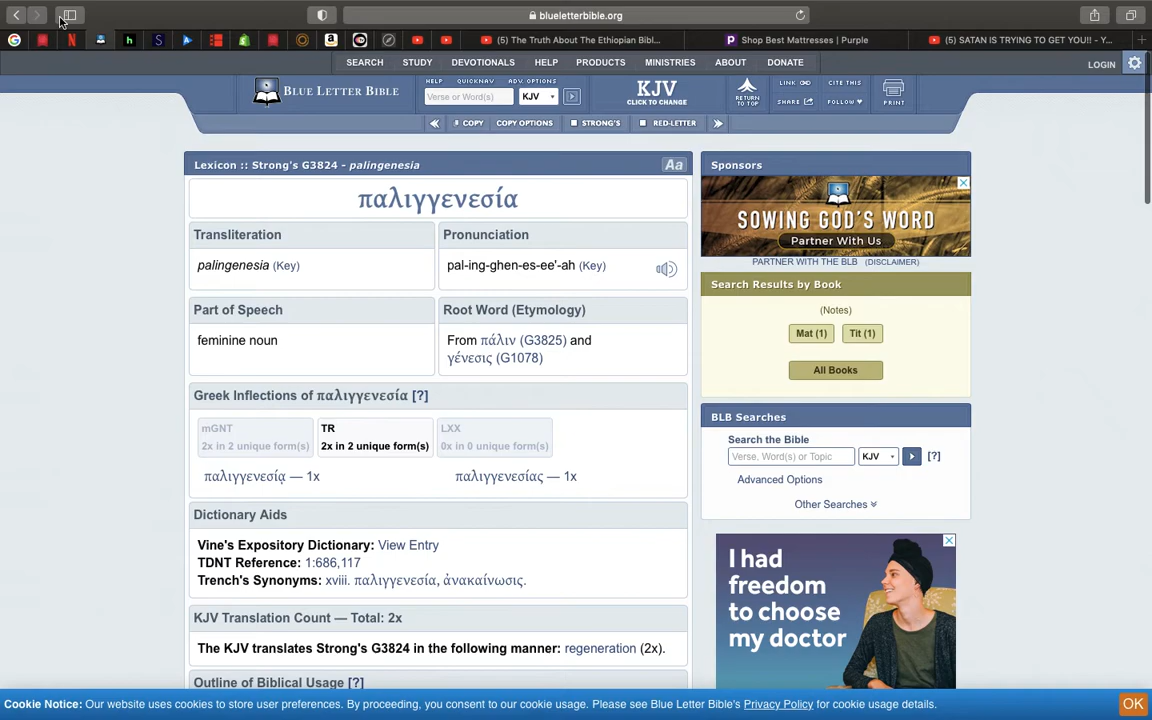 blueletterbible.org
(5) The Truth About The Ethiopian Bibl...
Shop Best Mattresses | Purple
(5) SATAN IS TRYING TO GET YOU!! - Y...
SEARCH STUDY DEVOTIONALS HELP PRODUCTS MINISTRIES ABOUT DONATE LOGIN
BLUE LETTER BIBLE
HELP QUICKNAV ADV. OPTIONS
Verse or Word(s) KJV
KJV
CLICK TO CHANGE
RETURN
TO TOP
LINK CITE THIS
SHARE FOLLOW
PRINT
COPY COPY OPTIONS STRONG'S RED-LETTER
Lexicon :: Strong's G3824 - palingenesia Aa
παλιγγενεσία
Transliteration
palingenesia (Key)
Pronunciation
pal-ing-ghen-es-ee'-ah (Key)
Part of Speech
feminine noun
Root Word (Etymology)
From πάλιν (G3825) and
γένεσις (G1078)
Greek Inflections of παλιγγενεσία [?]
mGNT
2x in 2 unique form(s)
TR
2x in 2 unique form(s)
LXX
0x in 0 unique form(s)
παλιγγενεσίᾳ — 1x
παλιγγενεσίας — 1x
Dictionary Aids
Vine's Expository Dictionary: View Entry
TDNT Reference: 1:686,117
Trench's Synonyms: xviii. παλιγγενεσία, ἀνακαίνωσις.
KJV Translation Count — Total: 2x
The KJV translates Strong's G3824 in the following manner: regeneration (2x).
Outline of Biblical Usage [?]
Sponsors
SOWING GOD'S WORD
Partner With Us
PARTNER WITH THE BLB (DISCLAIMER)
Search Results by Book
(Notes)
Mat (1) Tit (1)
All Books
BLB Searches
Search the Bible
Verse, Word(s) or Topic KJV [?]
Advanced Options
Other Searches
I had
freedom
to choose
my doctor
Cookie Notice: Our website uses cookies to store user preferences. By proceeding, you consent to our cookie usage. Please see Blue Letter Bible's Privacy Policy for cookie usage details. OK